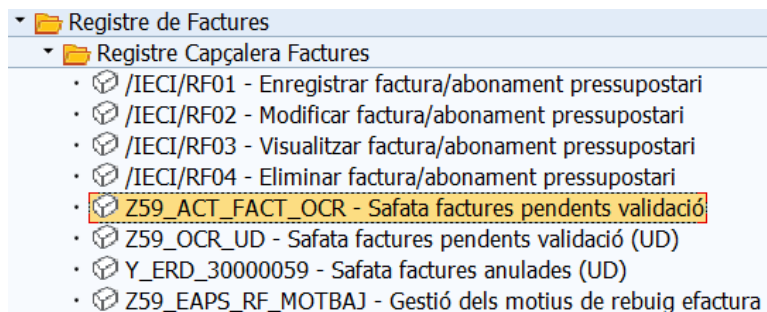 Registre de Factures
Registre Capçalera Factures
/IECI/RF01 - Enregistrar factura/abonament pressupostari
/IECI/RF02 - Modificar factura/abonament pressupostari
/IECI/RF03 - Visualitzar factura/abonament pressupostari
/IECI/RF04 - Eliminar factura/abonament pressupostari
Z59_ACT_FACT_OCR - Safata factures pendents validació
Z59_OCR_UD - Safata factures pendents validació (UD)
Y_ERD_30000059 - Safata factures anulades (UD)
Z59_EAPS_RF_MOTBAJ - Gestió dels motius de rebuig efactura